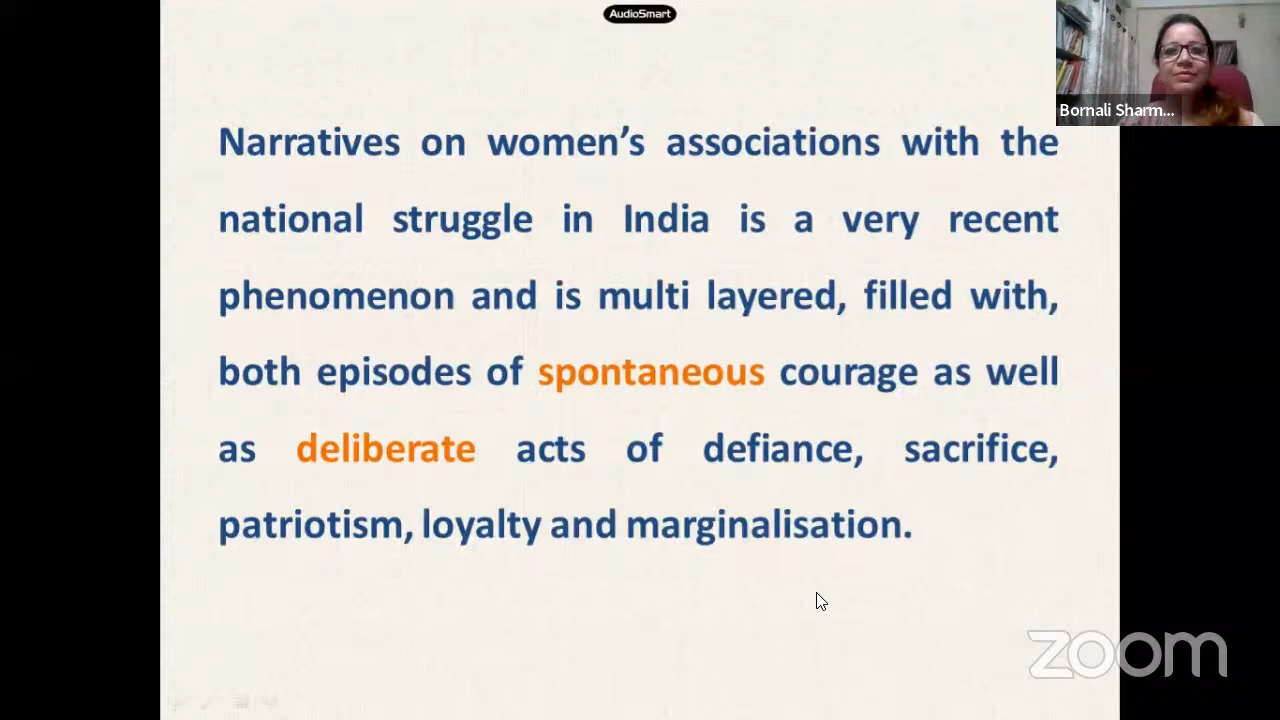 AudioSmart
Bornali Sharm...
Narratives on women’s associations with the
national struggle in India is a very recent
phenomenon and is multi layered, filled with,
both episodes of spontaneous courage as well
as deliberate acts of defiance, sacrifice,
patriotism, loyalty and marginalisation.
zoom